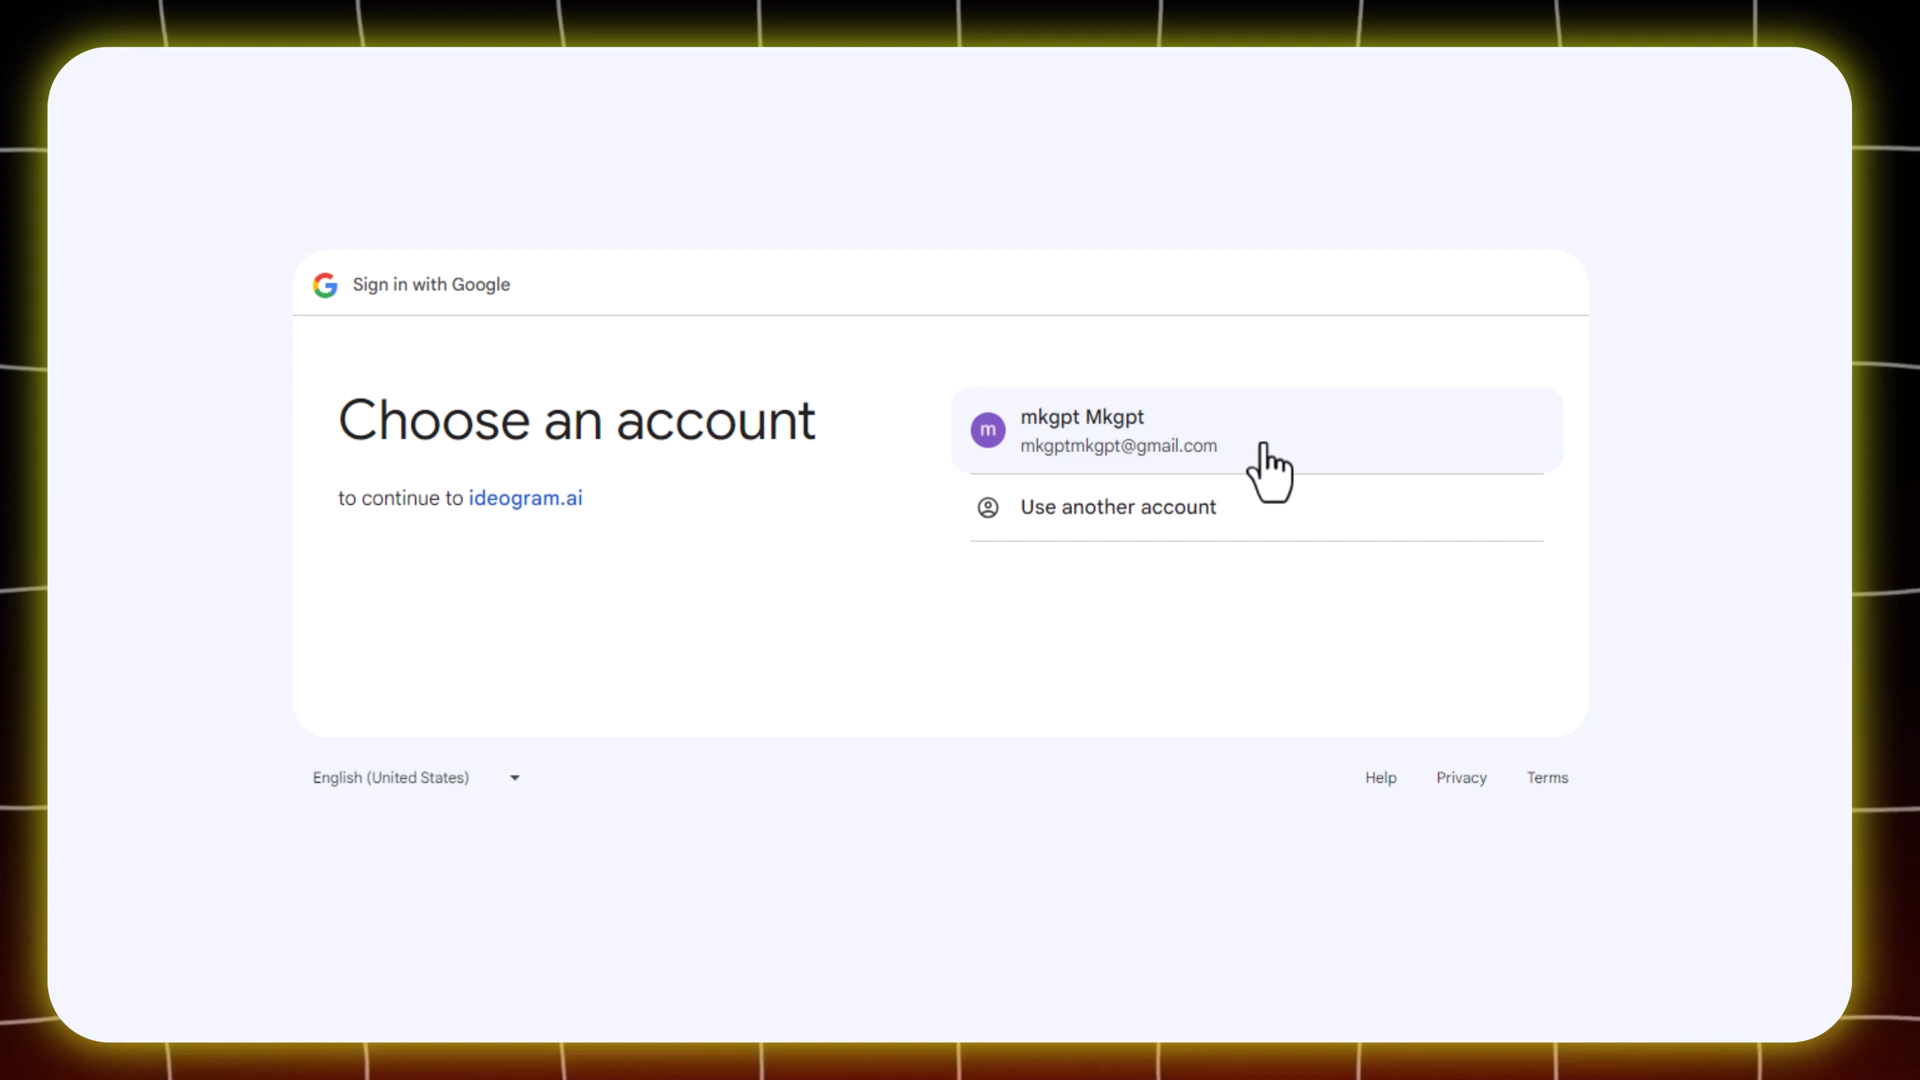 Sign in with Google
Choose an account
to continue to ideogram.ai
m
mkgpt Mkgpt
mkgptmkgpt@gmail.com
Use another account
English (United States)
Help Privacy Terms